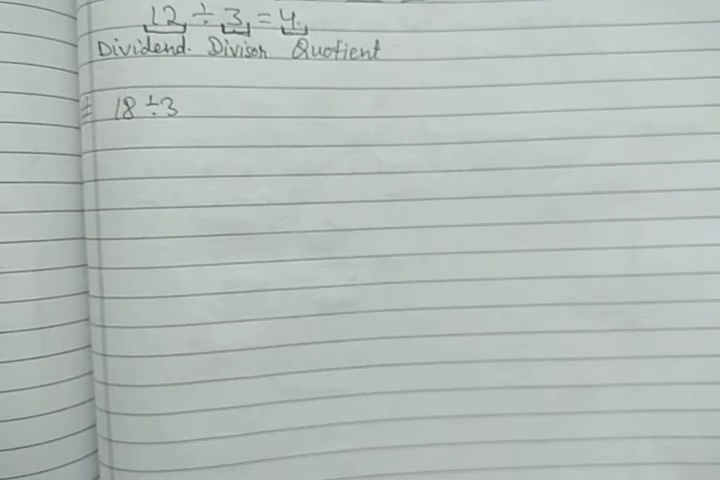 12 ÷ 3 = 4
Dividend. Divisor Quotient
18 ÷ 3